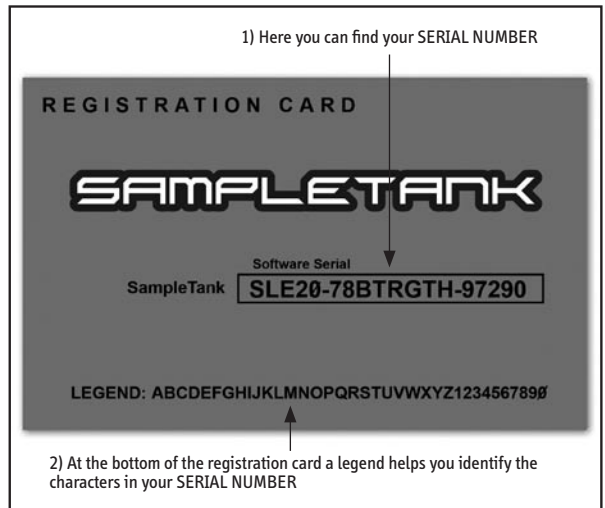 1) Here you can find your SERIAL NUMBER
REGISTRATION CARD
SAMPLETANK
Software Serial
SampleTank SLE20-78BTRGTH-97290
LEGEND: ABCDEFGHIJKLMNOPQRSTUVWXYZ1234567890
2) At the bottom of the registration card a legend helps you identify the
characters in your SERIAL NUMBER